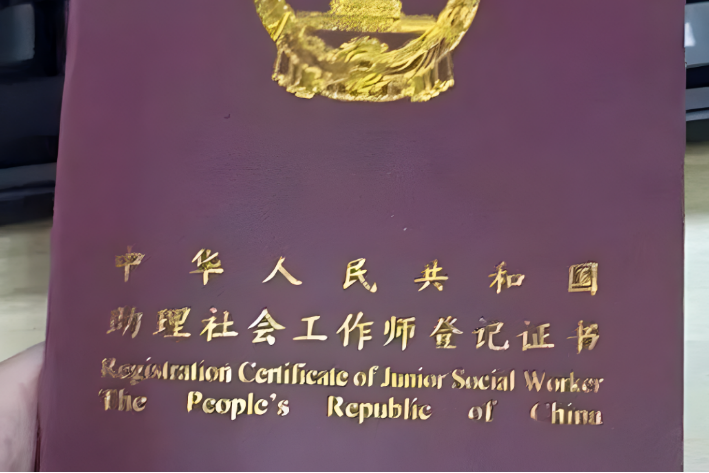 中华人民共和国
助理社会工作师登记证书
Registration Certificate of Junior Social Worker
The People's Republic of China